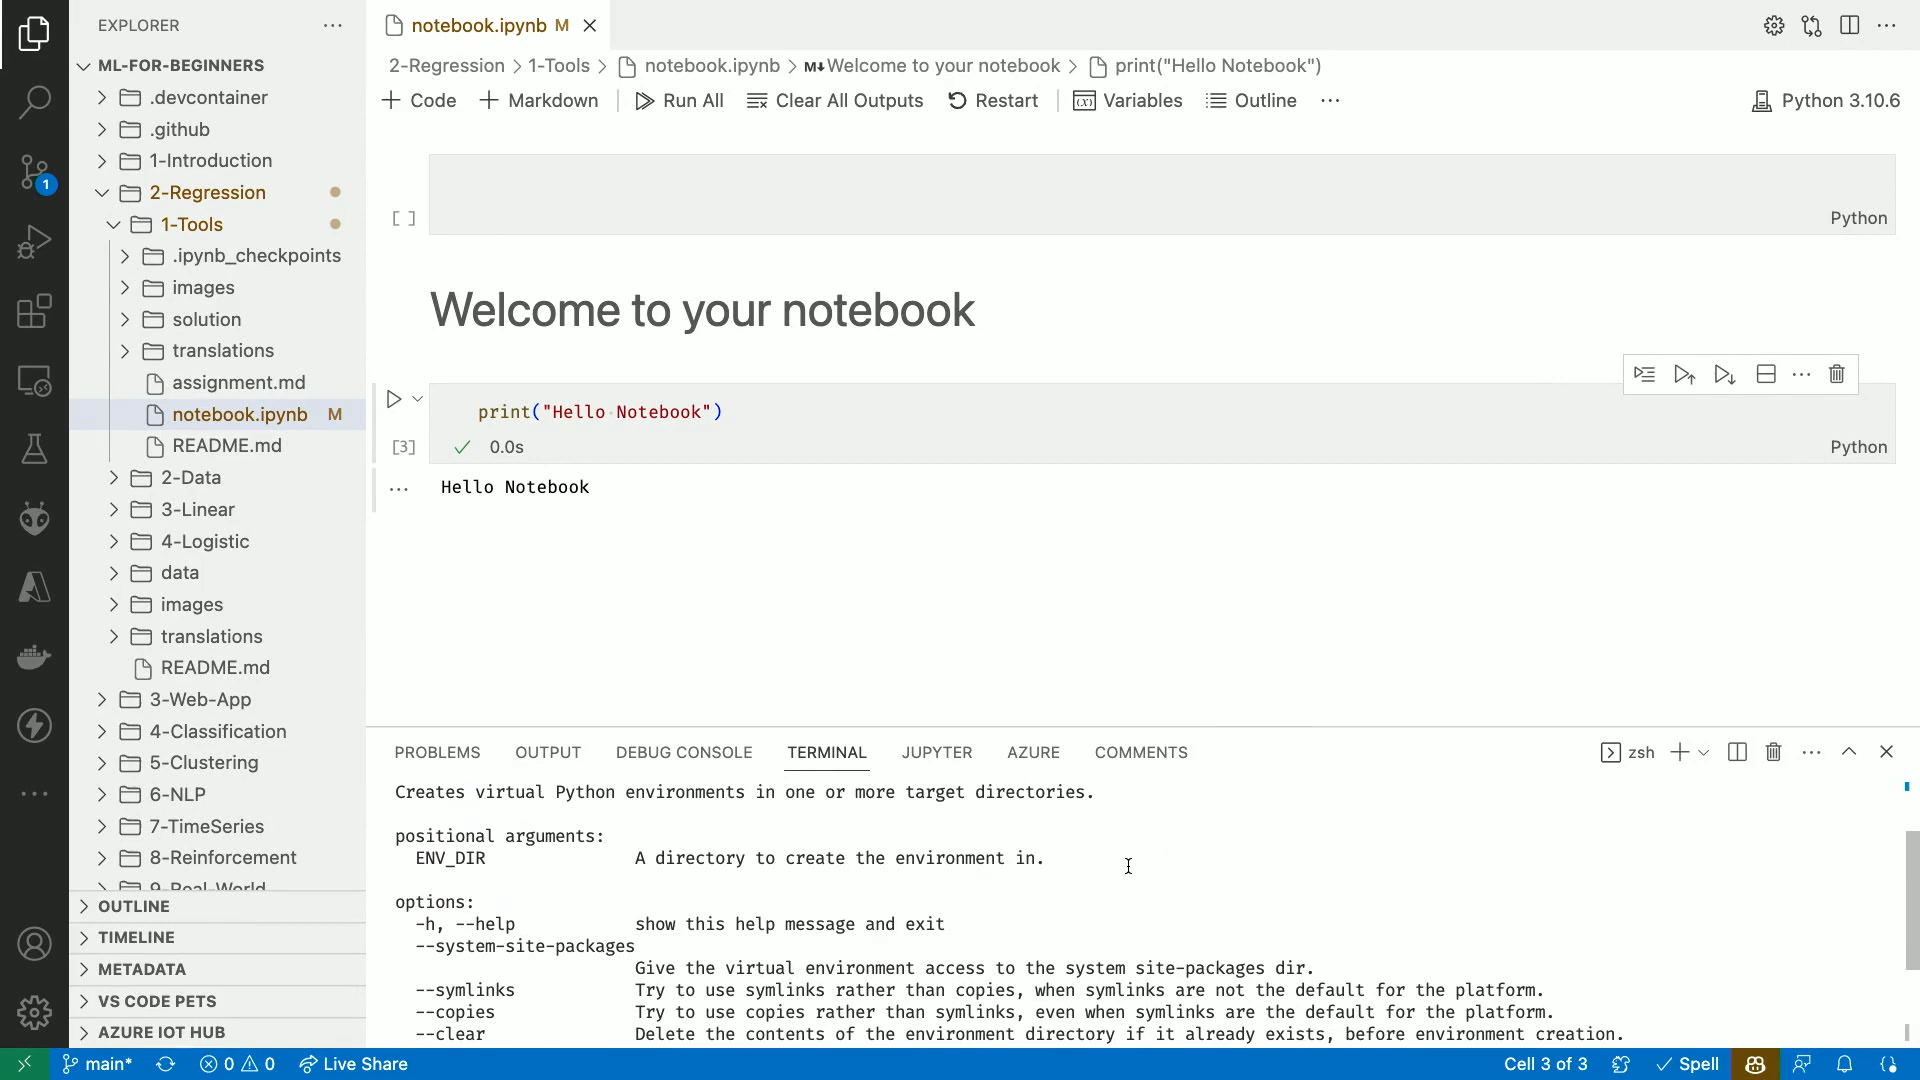 EXPLORER
notebook.ipynb M
ML-FOR-BEGINNERS
2-Regression > 1-Tools > notebook.ipynb > M↓Welcome to your notebook > print("Hello Notebook")
Code
Markdown
Run All
Clear All Outputs
Restart
Variables
Outline
Python 3.10.6
.devcontainer
.github
1-Introduction
2-Regression
1-Tools
.ipynb_checkpoints
images
solution
translations
assignment.md
notebook.ipynb M
README.md
2-Data
3-Linear
4-Logistic
data
images
translations
README.md
3-Web-App
4-Classification
5-Clustering
6-NLP
7-TimeSeries
8-Reinforcement
9-Real-World
OUTLINE
TIMELINE
METADATA
VS CODE PETS
AZURE IOT HUB
1
[ ]
Python
Welcome to your notebook
print("Hello Notebook")
[3]
0.0s
Python
Hello Notebook
PROBLEMS
OUTPUT
DEBUG CONSOLE
TERMINAL
JUPYTER
AZURE
COMMENTS
zsh
Creates virtual Python environments in one or more target directories.
positional arguments:
ENV_DIR A directory to create the environment in.
options:
-h, --help show this help message and exit
--system-site-packages
Give the virtual environment access to the system site-packages dir.
--symlinks Try to use symlinks rather than copies, when symlinks are not the default for the platform.
--copies Try to use copies rather than symlinks, even when symlinks are the default for the platform.
--clear Delete the contents of the environment directory if it already exists, before environment creation.
main*
0
0
Live Share
Cell 3 of 3
Spell